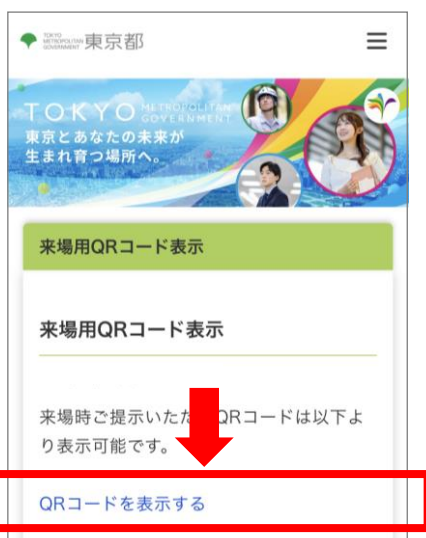 TOKYO
METROPOLITAN
GOVERNMENT
東京都
TOKYO METROPOLITAN
GOVERNMENT
東京とあなたの未来が
生まれ育つ場所へ。
来場用QRコード表示
来場用QRコード表示
来場時ご提示いただ QRコードは以下よ
り表示可能です。
QRコードを表示する